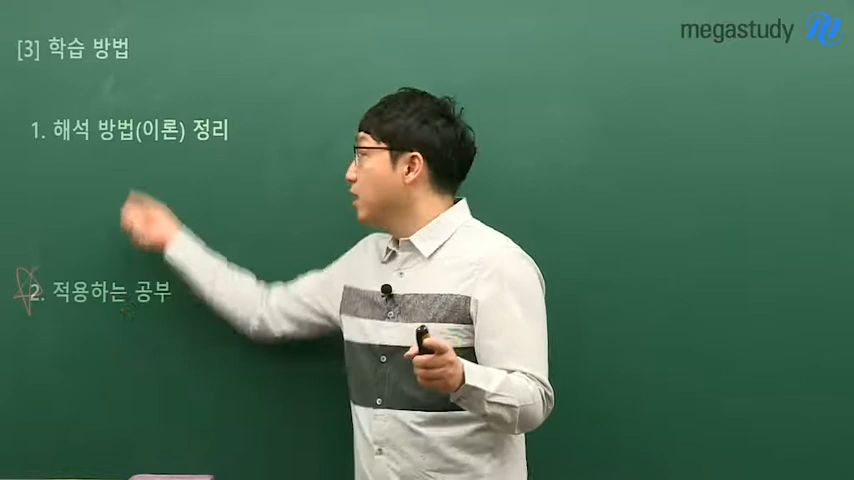 megastudy
[3] 학습 방법
1. 해석 방법(이론) 정리
2. 적용하는 공부